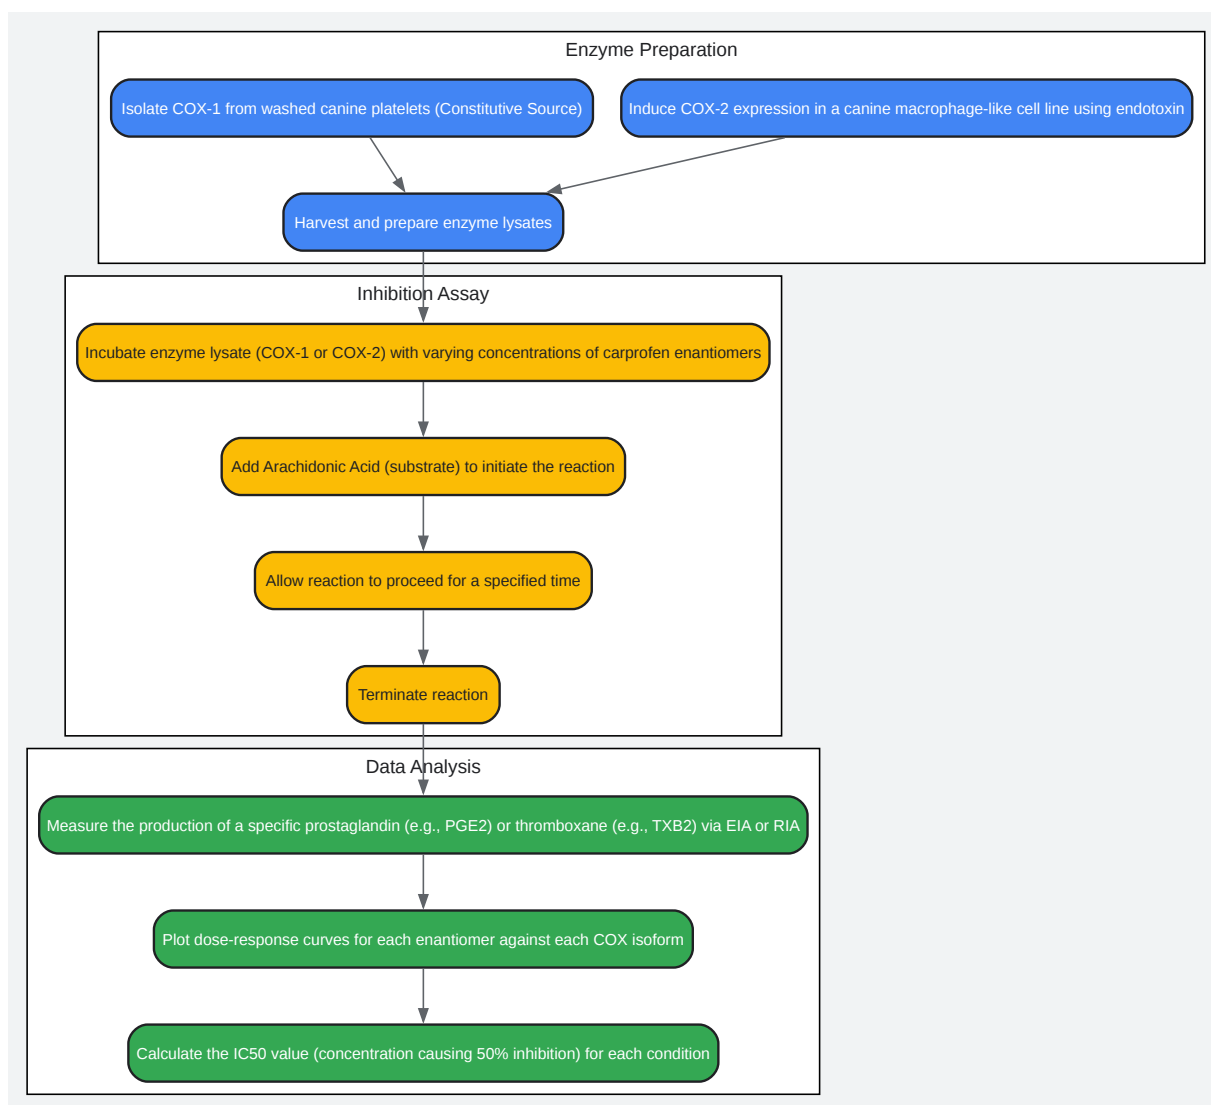 Enzyme Preparation
Isolate COX-1 from washed canine platelets (Constitutive Source)
Induce COX-2 expression in a canine macrophage-like cell line using endotoxin
Harvest and prepare enzyme lysates
Inhibition Assay
Incubate enzyme lysate (COX-1 or COX-2) with varying concentrations of carprofen enantiomers
Add Arachidonic Acid (substrate) to initiate the reaction
Allow reaction to proceed for a specified time
Terminate reaction
Data Analysis
Measure the production of a specific prostaglandin (e.g., PGE2) or thromboxane (e.g., TXB2) via EIA or RIA
Plot dose-response curves for each enantiomer against each COX isoform
Calculate the IC50 value (concentration causing 50% inhibition) for each condition